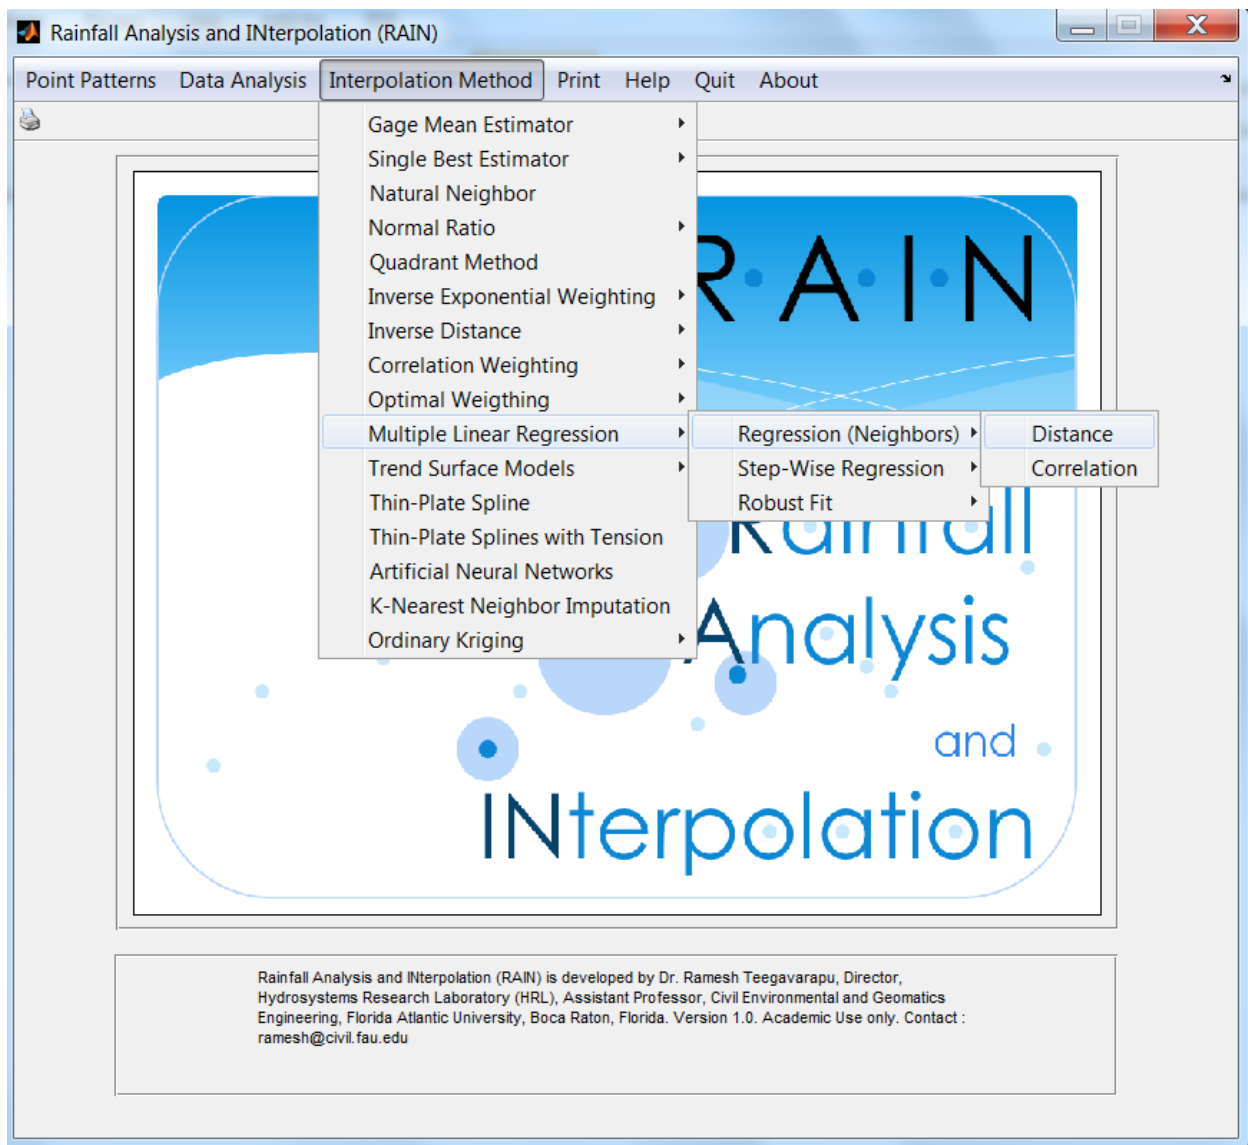 Rainfall Analysis and INterpolation (RAIN)
Point Patterns Data Analysis Interpolation Method Print Help Quit About
Gage Mean Estimator
Single Best Estimator
Natural Neighbor
Normal Ratio
Quadrant Method
Inverse Exponential Weighting
Inverse Distance
Correlation Weighting
Optimal Weigthing
Multiple Linear Regression
Trend Surface Models
Thin-Plate Spline
Thin-Plate Splines with Tension
Artificial Neural Networks
K-Nearest Neighbor Imputation
Ordinary Kriging
Regression (Neighbors)
Step-Wise Regression
Robust Fit
Distance
Correlation
R·A·I·N
Rainfall
Analysis
and
INterpolation
Rainfall Analysis and INterpolation (RAIN) is developed by Dr. Ramesh Teegavarapu, Director,
Hydrosystems Research Laboratory (HRL), Assistant Professor, Civil Environmental and Geomatics
Engineering, Florida Atlantic University, Boca Raton, Florida. Version 1.0. Academic Use only. Contact :
ramesh@civil.fau.edu